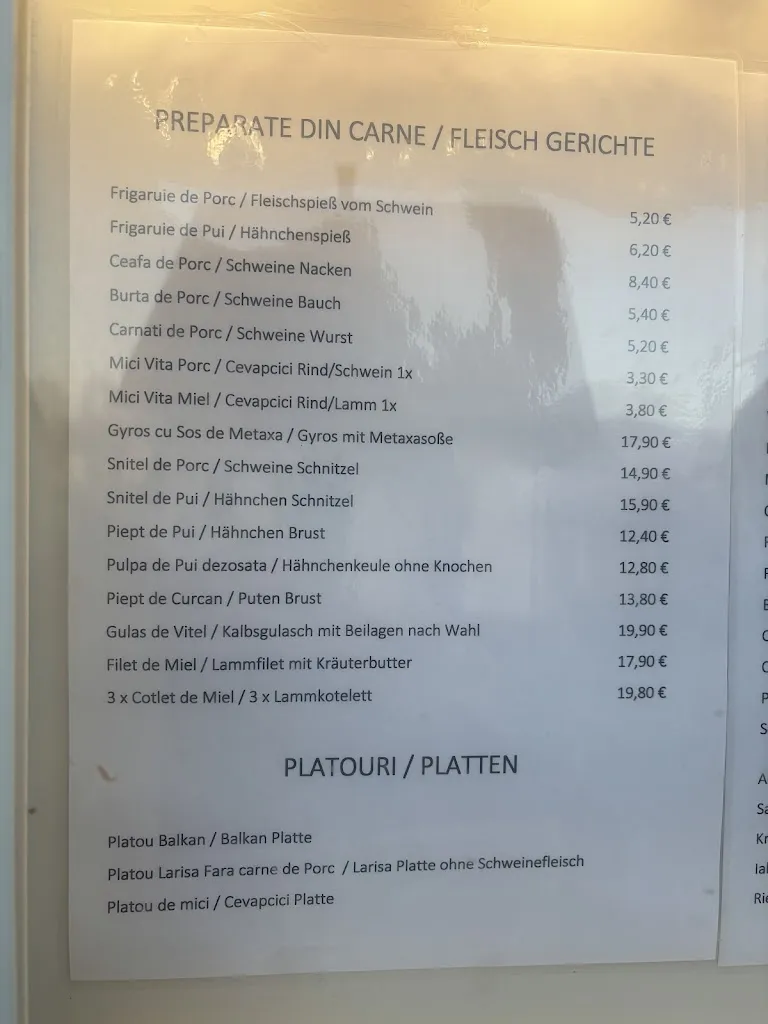 PREPARATE DIN CARNE / FLEISCH GERICHTE
Frigaruie de Porc / Fleischspieß vom Schwein 5,20 €
Frigaruie de Pui / Hähnchenspieß 6,20 €
Ceafa de Porc / Schweine Nacken 8,40 €
Burta de Porc / Schweine Bauch 5,40 €
Carnati de Porc / Schweine Wurst 5,20 €
Mici Vita Porc / Cevapcici Rind/Schwein 1x 3,30 €
Mici Vita Miel / Cevapcici Rind/Lamm 1x 3,80 €
Gyros cu Sos de Metaxa / Gyros mit Metaxasoße 17,90 €
Snitel de Porc / Schweine Schnitzel 14,90 €
Snitel de Pui / Hähnchen Schnitzel 15,90 €
Piept de Pui / Hähnchen Brust 12,40 €
Pulpa de Pui dezosata / Hähnchenkeule ohne Knochen 12,80 €
Piept de Curcan / Puten Brust 13,80 €
Gulas de Vitel / Kalbsgulasch mit Beilagen nach Wahl 19,90 €
Filet de Miel / Lammfilet mit Kräuterbutter 17,90 €
3 x Cotlet de Miel / 3 x Lammkotelett 19,80 €
PLATOURI / PLATTEN
Platou Balkan / Balkan Platte
Platou Larisa Fara carne de Porc / Larisa Platte ohne Schweinefleisch
Platou de mici / Cevapcici Platte